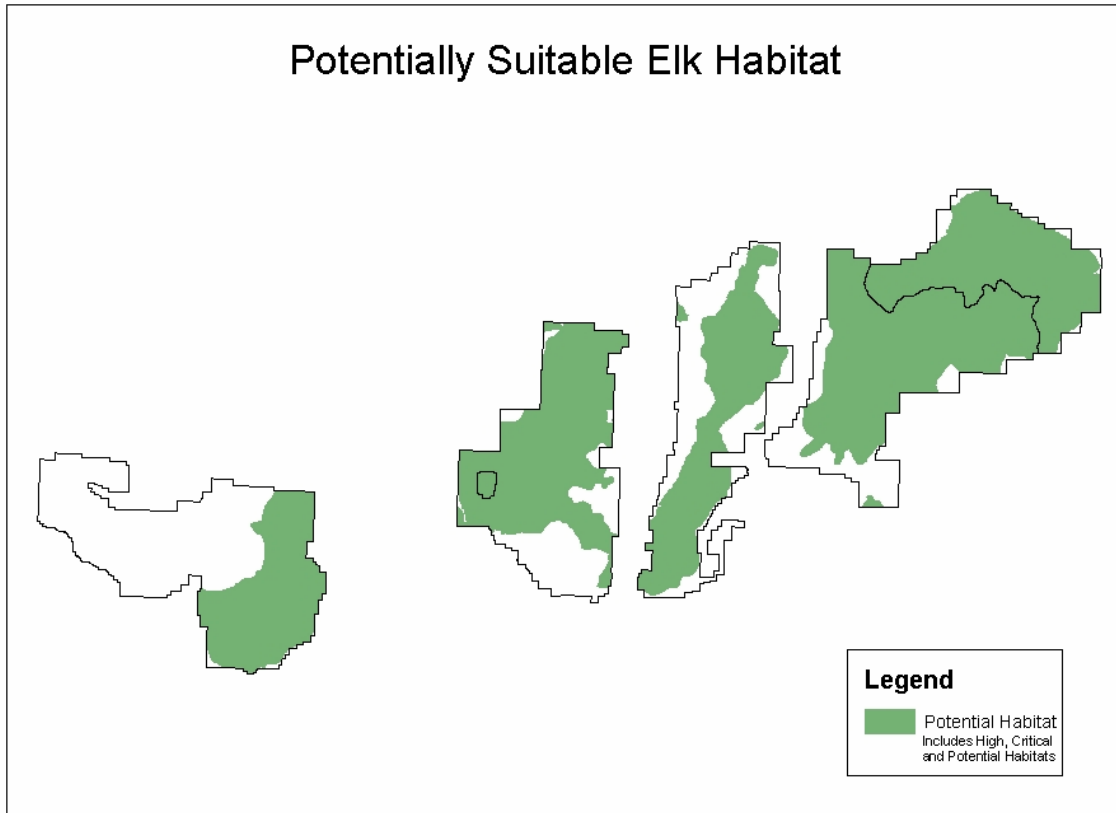 Potentially Suitable Elk Habitat
Legend
Potential Habitat
Includes High, Critical
and Potential Habitats